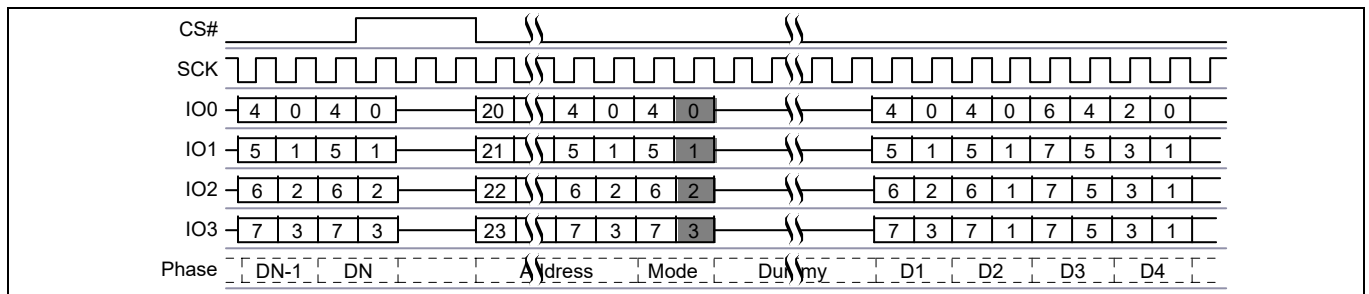 CS#
SCK
IO0 4 0 4 0 20 4 0 4 0 4 0 4 0 6 4 2 0
IO1 5 1 5 1 21 5 1 5 1 5 1 5 1 7 5 3 1
IO2 6 2 6 2 22 6 2 6 2 6 2 6 1 7 5 3 1
IO3 7 3 7 3 23 7 3 7 3 7 3 7 1 7 5 3 1
Phase DN-1 DN Address Mode Dummy D1 D2 D3 D4